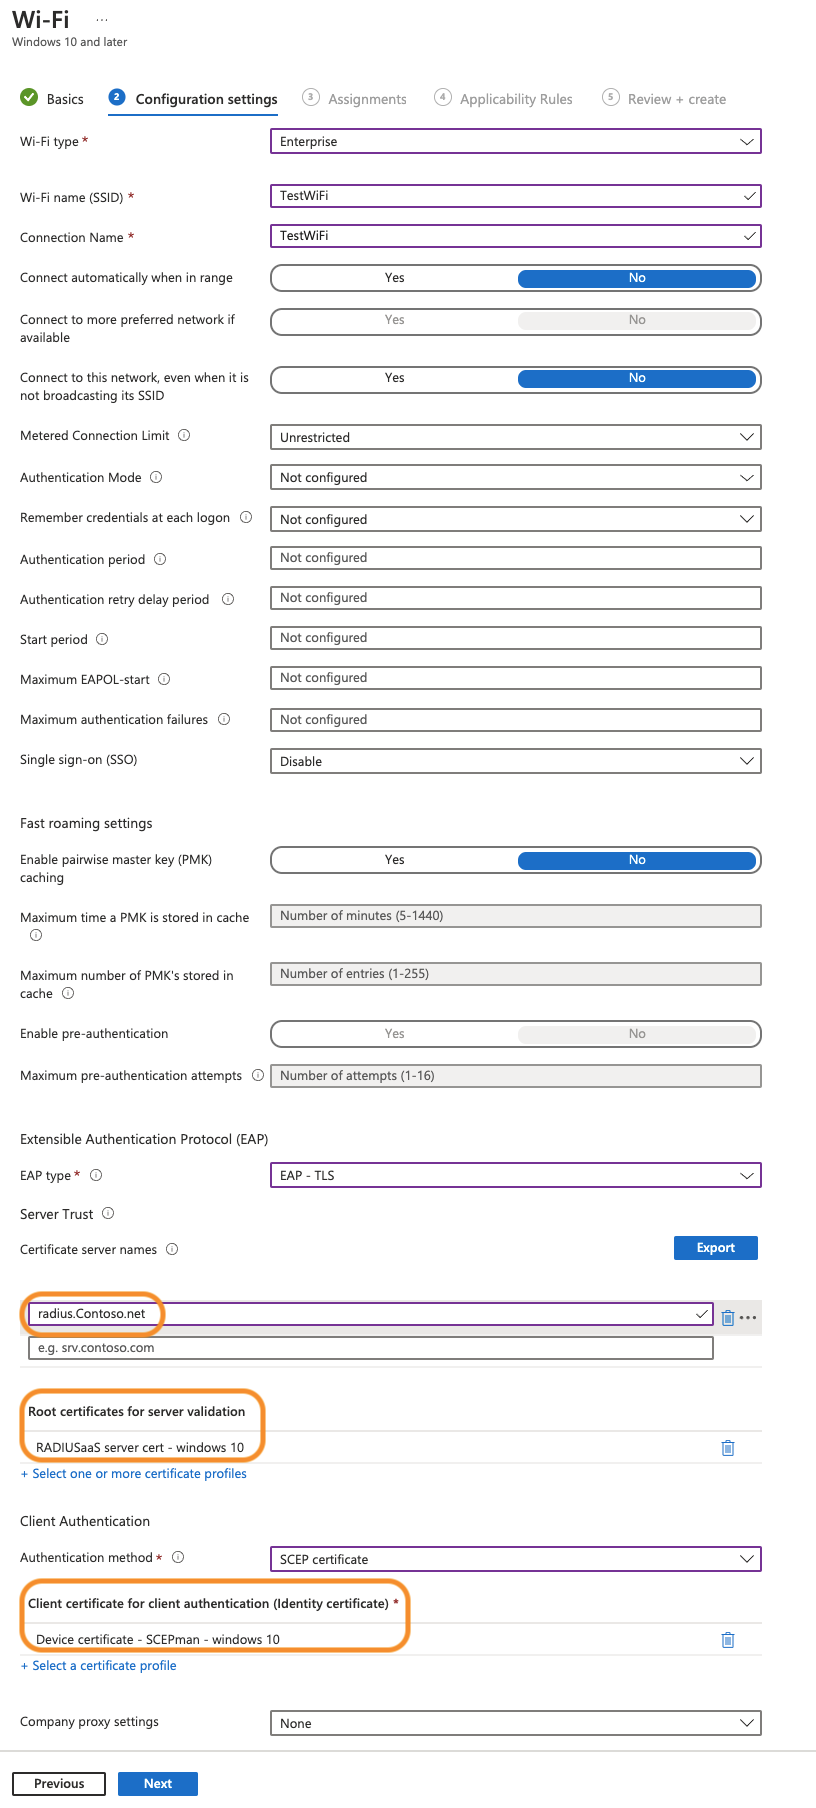 Wi-Fi ...
Windows 10 and later
Basics
2 Configuration settings
3 Assignments
4 Applicability Rules
5 Review + create
Wi-Fi type *
Enterprise
Wi-Fi name (SSID) *
TestWiFi
Connection Name *
TestWiFi
Connect automatically when in range
Yes No
Connect to more preferred network if
available
Yes No
Connect to this network, even when it is
not broadcasting its SSID
Yes No
Metered Connection Limit
Unrestricted
Authentication Mode
Not configured
Remember credentials at each logon
Not configured
Authentication period
Not configured
Authentication retry delay period
Not configured
Start period
Not configured
Maximum EAPOL-start
Not configured
Maximum authentication failures
Not configured
Single sign-on (SSO)
Disable
Fast roaming settings
Enable pairwise master key (PMK)
caching
Yes No
Maximum time a PMK is stored in cache
Number of minutes (5-1440)
Maximum number of PMK's stored in
cache
Number of entries (1-255)
Enable pre-authentication
Yes No
Maximum pre-authentication attempts
Number of attempts (1-16)
Extensible Authentication Protocol (EAP)
EAP type *
EAP - TLS
Server Trust
Certificate server names
Export
radius.Contoso.net
e.g. srv.contoso.com
Root certificates for server validation
RADIUSaaS server cert - windows 10
+ Select one or more certificate profiles
Client Authentication
Authentication method *
SCEP certificate
Client certificate for client authentication (Identity certificate) *
Device certificate - SCEPman - windows 10
+ Select a certificate profile
Company proxy settings
None
Previous
Next